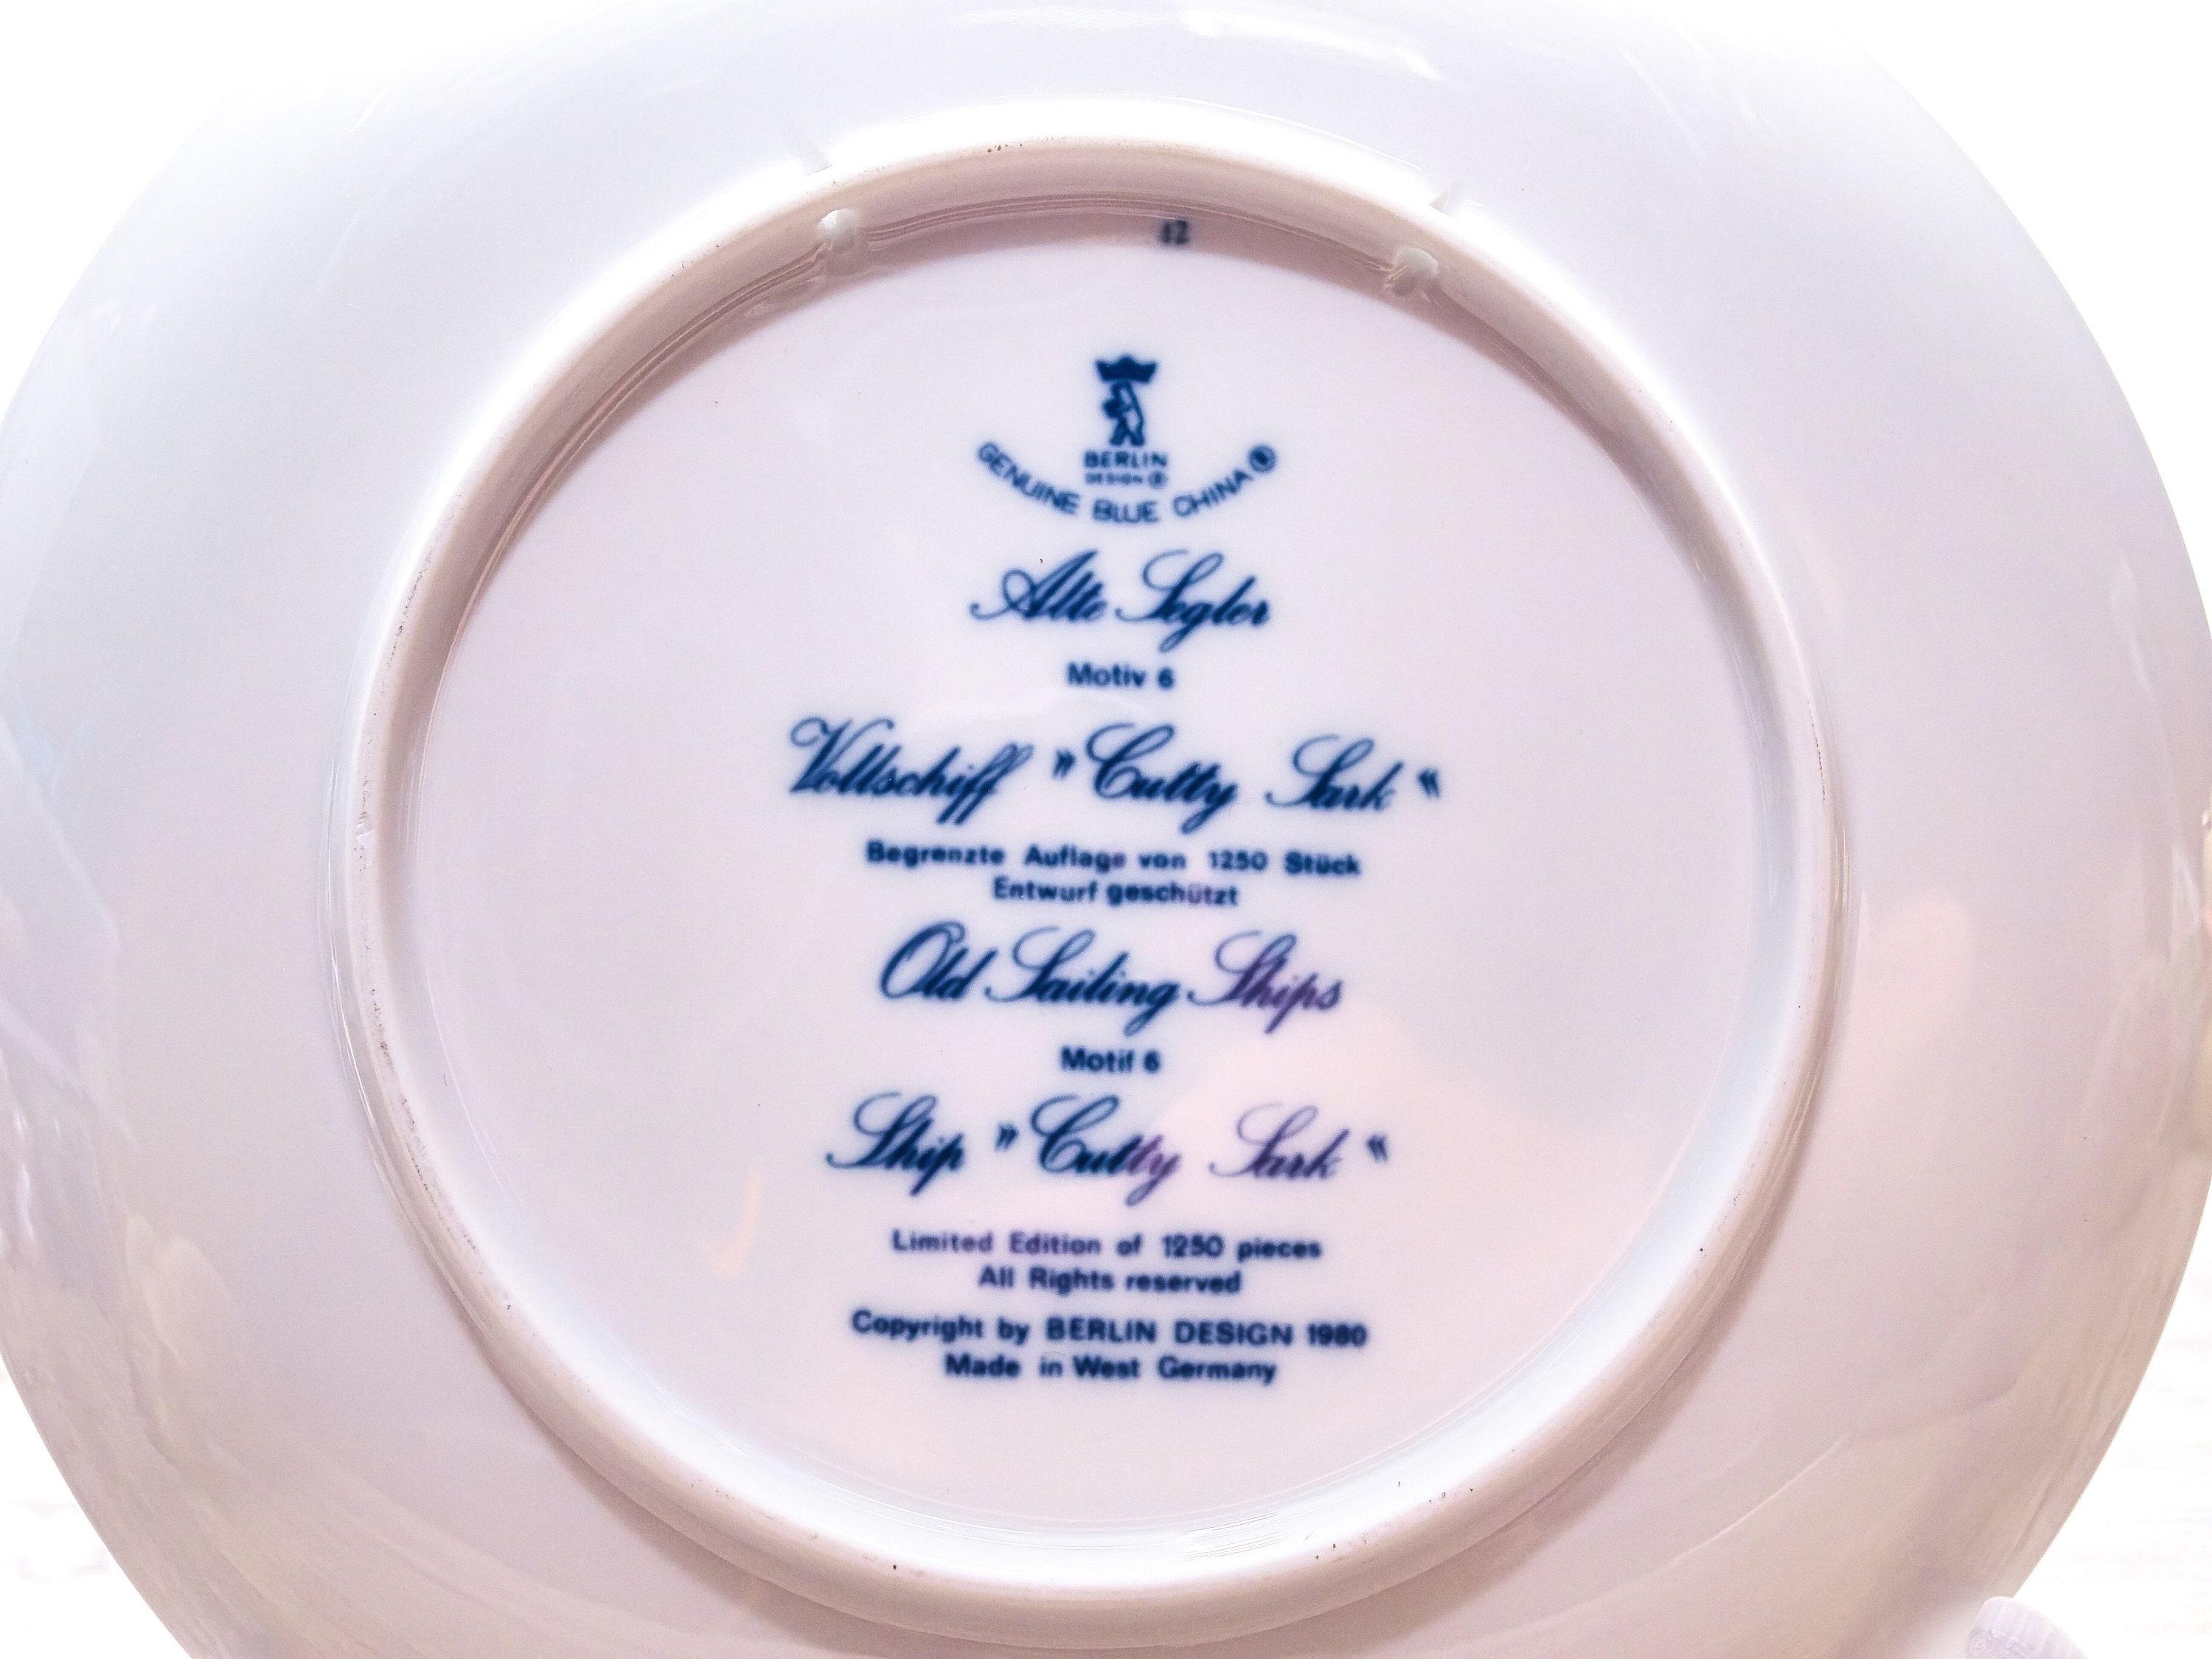 12
BERLIN
DESIGN ®
GENUINE BLUE CHINA ®
Alte Segler
Motiv 6
Vollschiff »Cutty Sark«
Begrenzte Auflage von 1250 Stück
Entwurf geschützt
Old Sailing Ships
Motif 6
Ship »Cutty Sark«
Limited Edition of 1250 pieces
All Rights reserved
Copyright by BERLIN DESIGN 1980
Made in West Germany